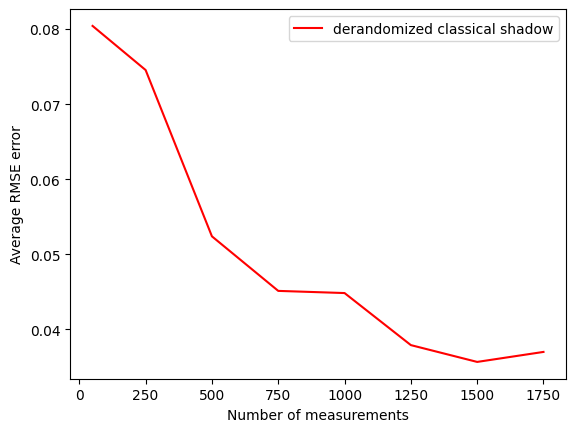 derandomized classical shadow
0.08
0.07
0.06
0.05
0.04
Average RMSE error
0 250 500 750 1000 1250 1500 1750
Number of measurements